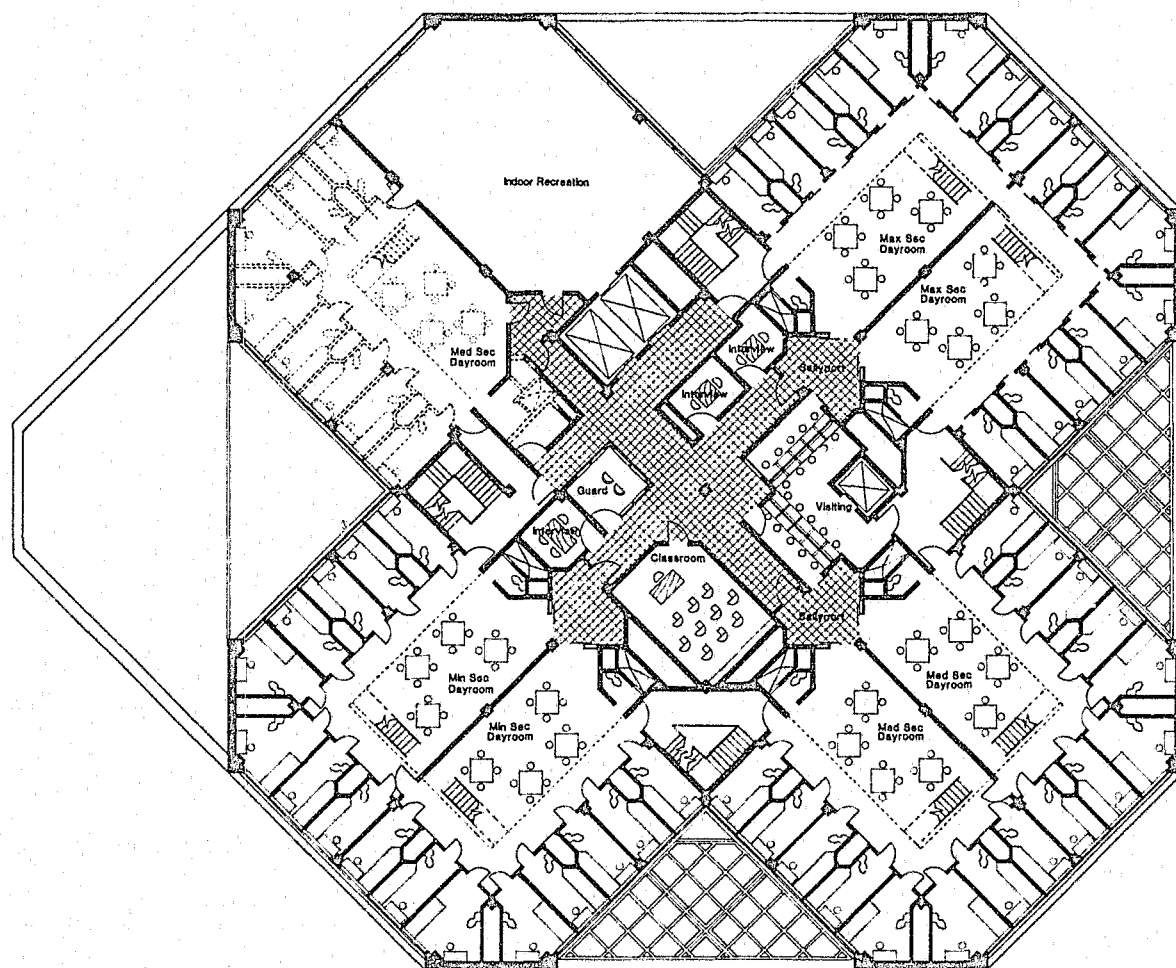 Indoor Recreation
Max Sec
Dayroom
Max Sec
Dayroom
Med Sec
Dayroom
Interview
Sallyport
Interview
Guard
Visiting
Interview
Classroom
Sallyport
Min Sec
Dayroom
Med Sec
Dayroom
Min Sec
Dayroom
Med Sec
Dayroom